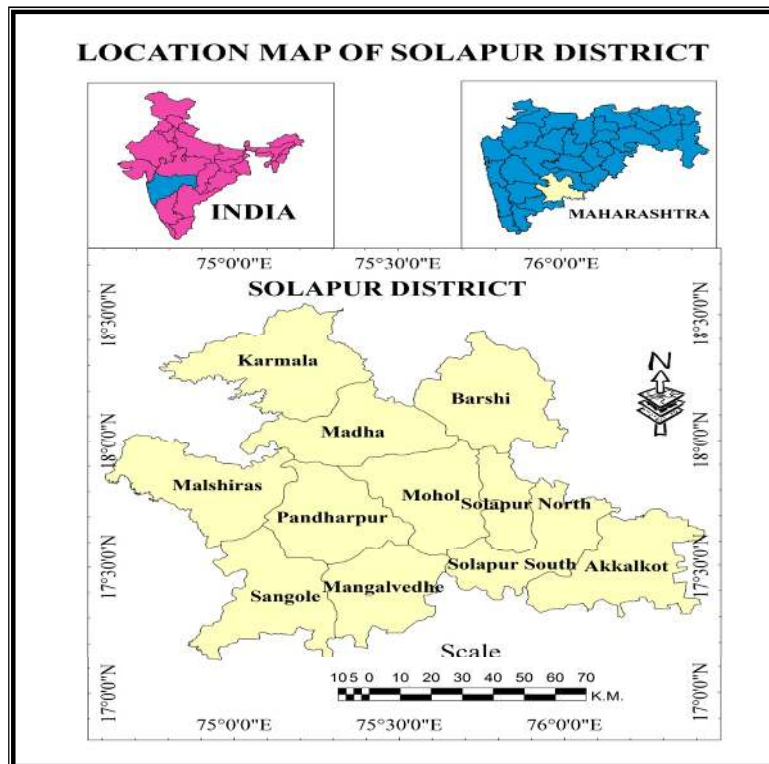 LOCATION MAP OF SOLAPUR DISTRICT
INDIA
MAHARASHTRA
75°0'0"E 75°30'0"E 76°0'0"E
SOLAPUR DISTRICT
18°30'0"N 18°30'0"N
Karmala
N
Barshi
Madha
18°0'0"N 18°0'0"N
Malshiras
Mohol
Solapur North
Pandharpur
17°30'0"N 17°30'0"N
Solapur South
Akkalkot
Mangalvedhe
Sangole
Scale
10 5 0 10 20 30 40 50 60 70
K.M.
17°0'0"N 17°0'0"N
75°0'0"E 75°30'0"E 76°0'0"E